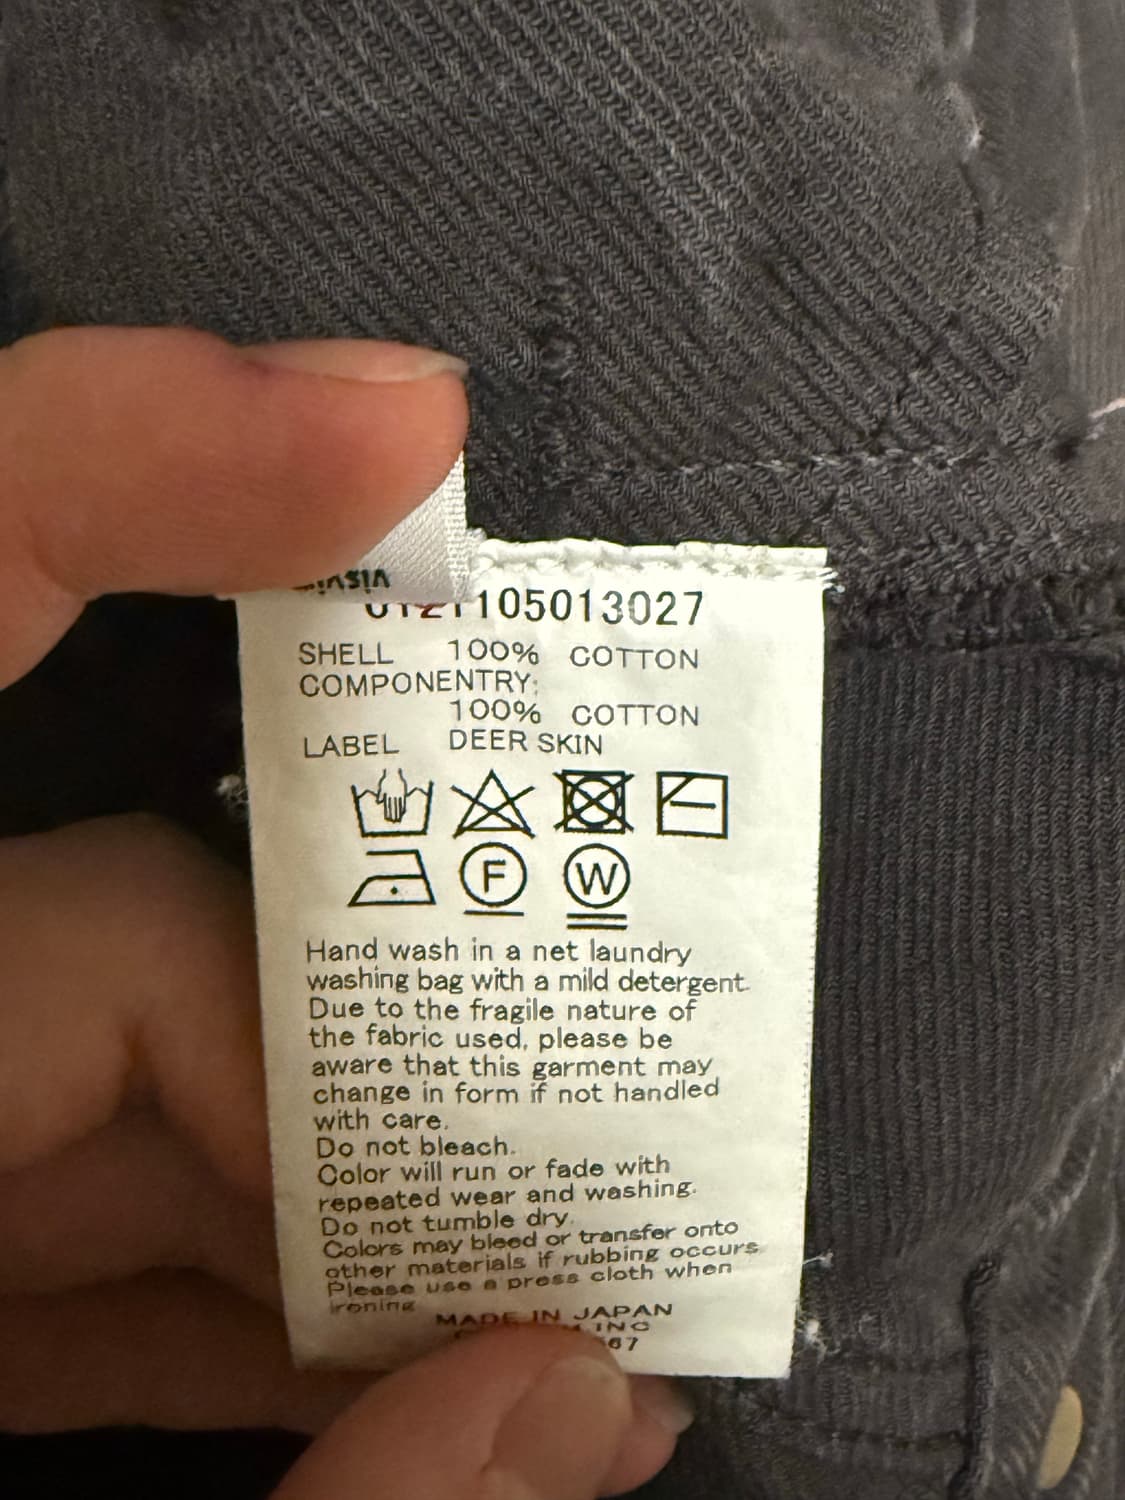 visvim
105013027
SHELL 100% COTTON
COMPONENTRY:
100% COTTON
LABEL DEER SKIN
F W
Hand wash in a net laundry
washing bag with a mild detergent.
Due to the fragile nature of
the fabric used, please be
aware that this garment may
change in form if not handled
with care.
Do not bleach.
Color will run or fade with
repeated wear and washing.
Do not tumble dry.
Colors may bleed or transfer onto
other materials if rubbing occurs.
Please use a press cloth when
ironing
MADE IN JAPAN
INC
67